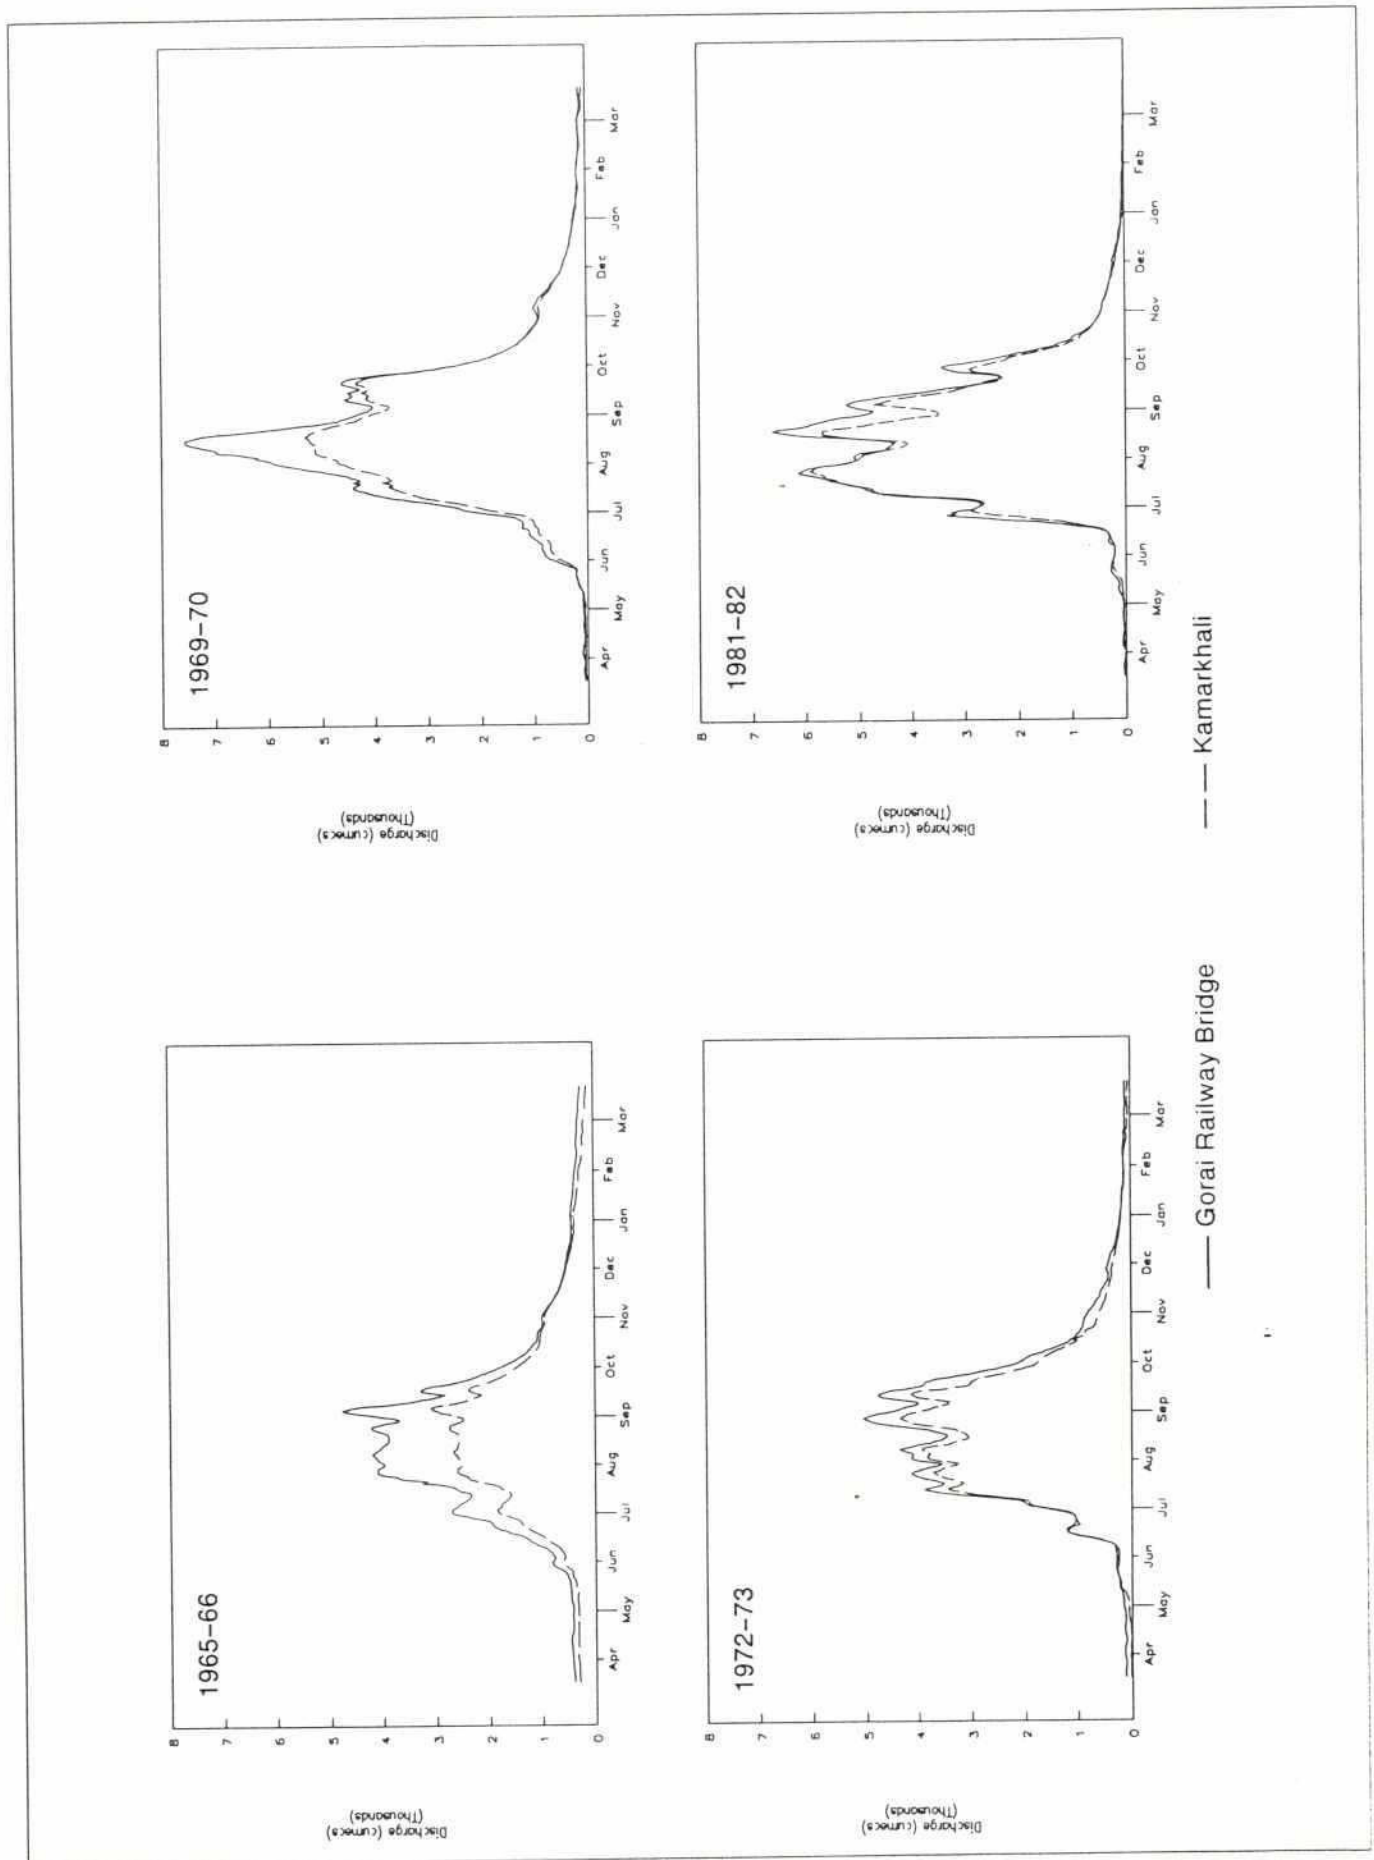 1965-66
Discharge (cumecs)
(Thousands)
8
7
6
5
4
3
2
1
0
Apr May Jun Jul Aug Sep Oct Nov Dec Jan Feb Mar
1969-70
Discharge (cumecs)
(Thousands)
8
7
6
5
4
3
2
1
0
Apr May Jun Jul Aug Sep Oct Nov Dec Jan Feb Mar
1972-73
Discharge (cumecs)
(Thousands)
8
7
6
5
4
3
2
1
0
Apr May Jun Jul Aug Sep Oct Nov Dec Jan Feb Mar
1981-82
Discharge (cumecs)
(Thousands)
8
7
6
5
4
3
2
1
0
Apr May Jun Jul Aug Sep Oct Nov Dec Jan Feb Mar
Gorai Railway Bridge
Kamarkhali